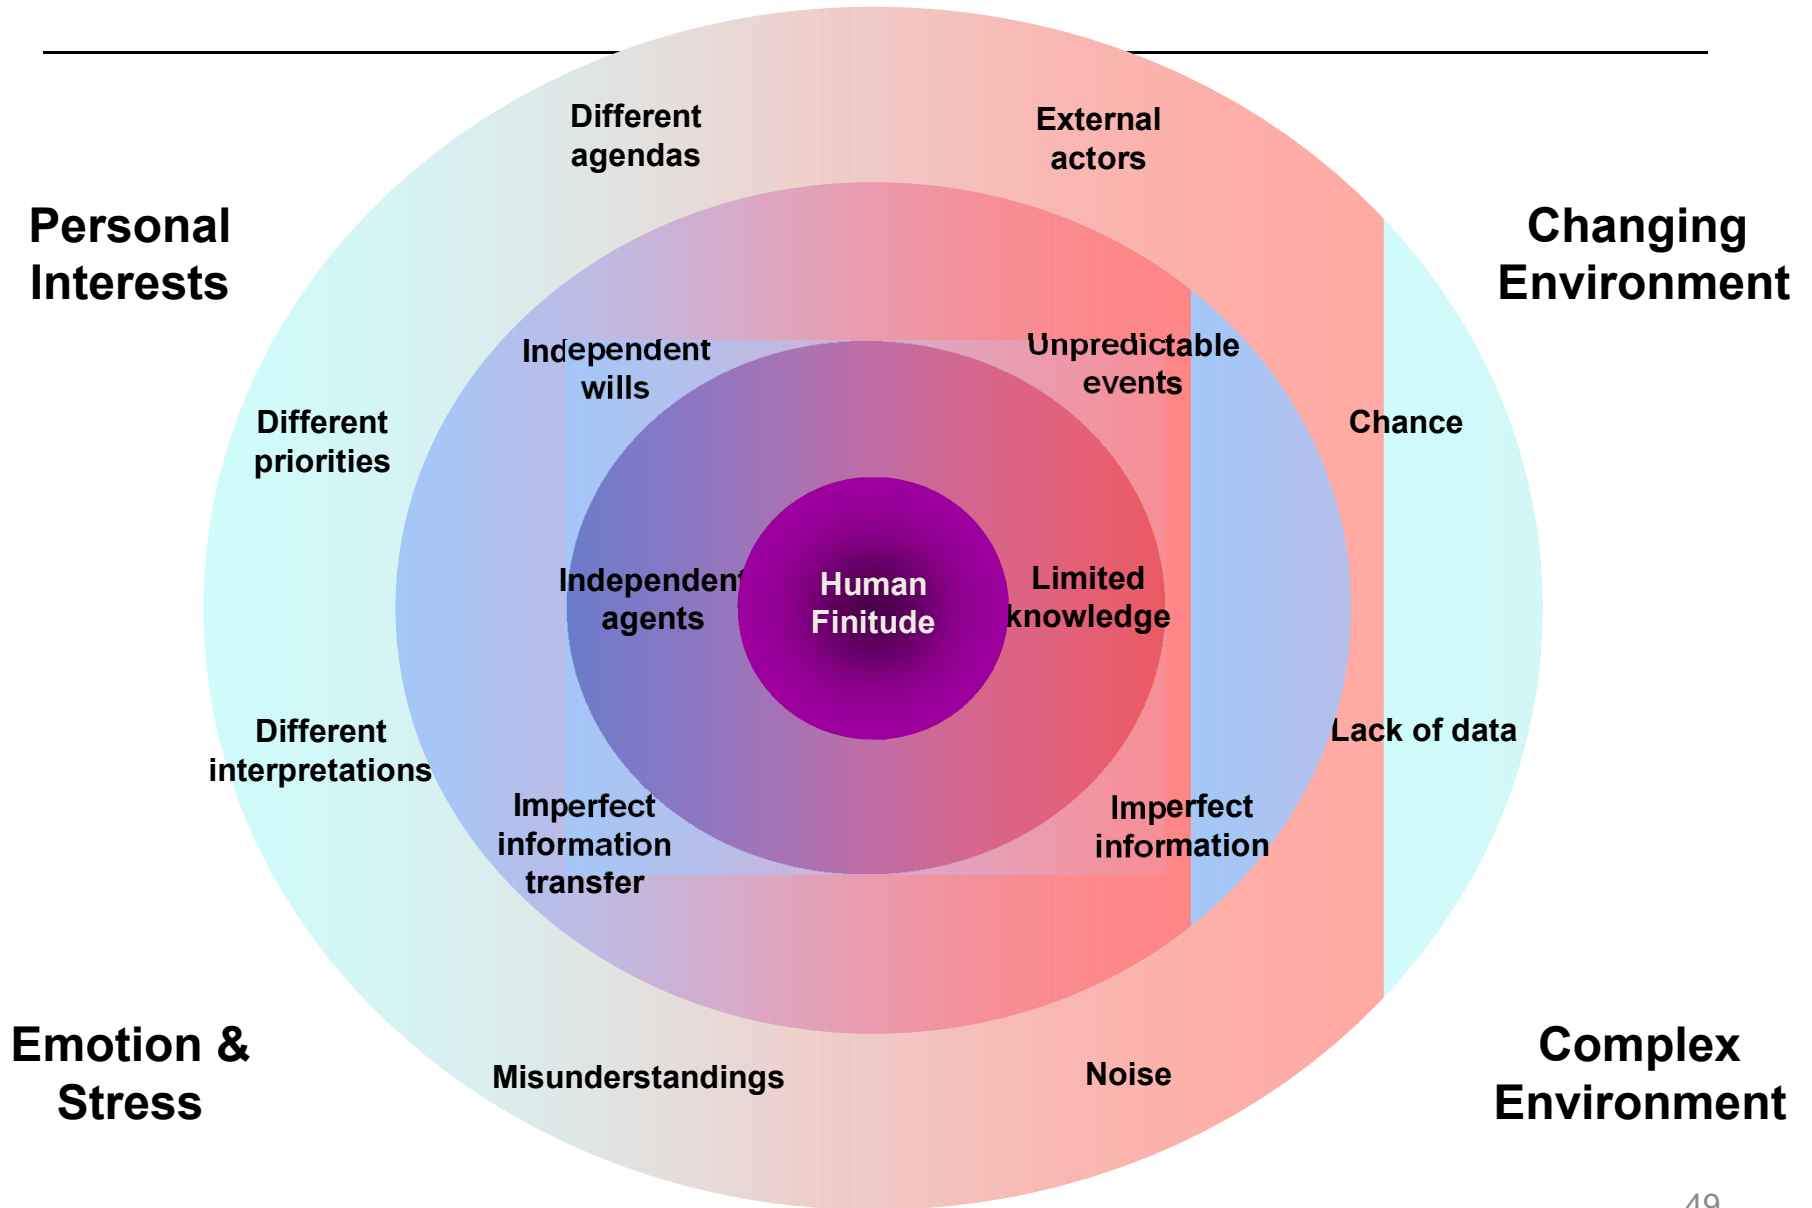 Different
agendas
External
actors
Personal
Interests
Changing
Environment
Independent
wills
Unpredictable
events
Different
priorities
Chance
Independent
agents
Human
Finitude
Limited
knowledge
Different
interpretations
Lack of data
Imperfect
information
transfer
Imperfect
information
Emotion &
Stress
Misunderstandings
Noise
Complex
Environment
49